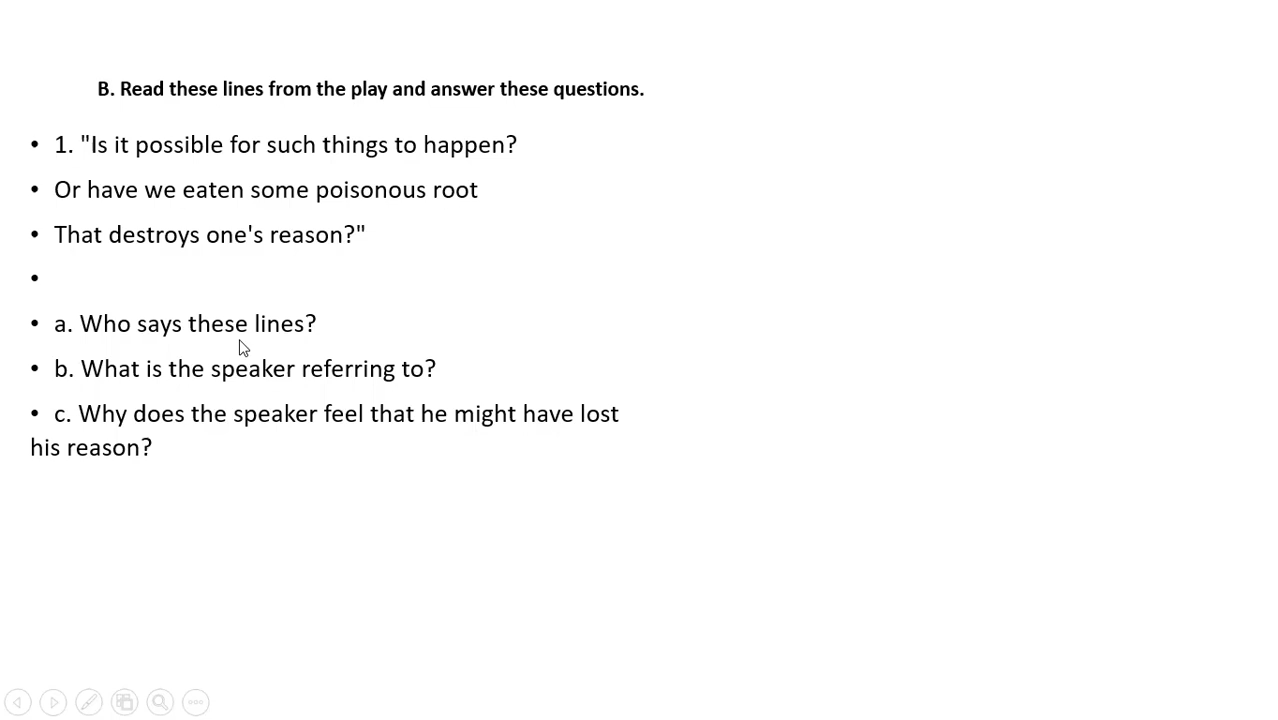 B. Read these lines from the play and answer these questions.
• 1. "Is it possible for such things to happen?
• Or have we eaten some poisonous root
• That destroys one's reason?"
•
• a. Who says these lines?
• b. What is the speaker referring to?
• c. Why does the speaker feel that he might have lost
his reason?